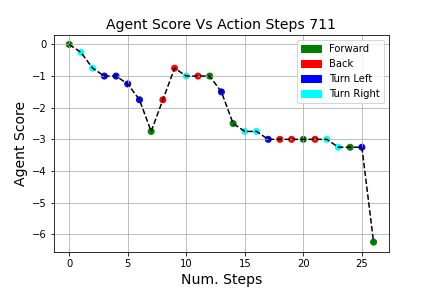 Agent Score Vs Action Steps 711
Agent Score
0
−1
−2
−3
−4
−5
−6
Forward
Back
Turn Left
Turn Right
0 5 10 15 20 25
Num. Steps